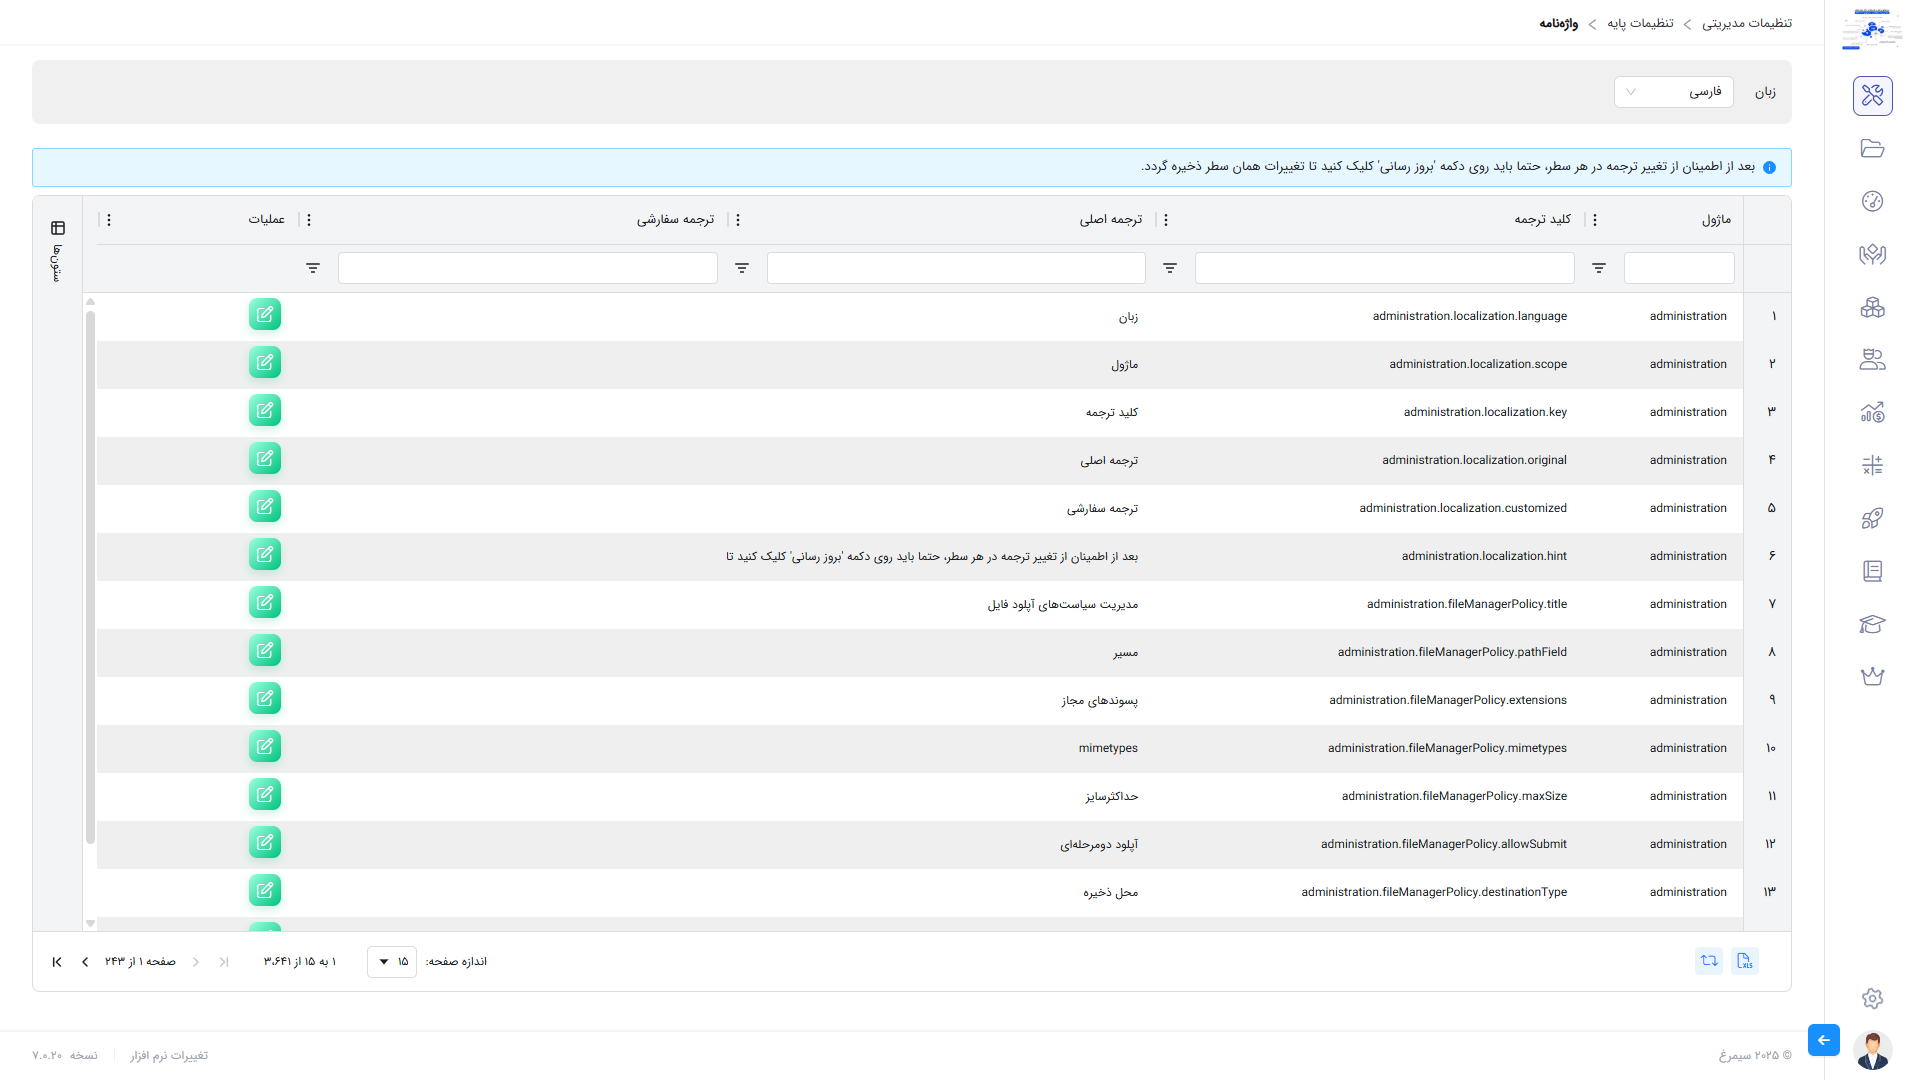 تنظیمات مدیریتی > تنظیمات پایه > واژه‌نامه
زبان
فارسی
بعد از اطمینان از تغییر ترجمه در هر سطر، حتما باید روی دکمه 'بروز رسانی' کلیک کنید تا تغییرات همان سطر ذخیره گردد.
ماژول کلید ترجمه ترجمه اصلی ترجمه سفارشی عملیات
ستون‌ها
۱ administration administration.localization.language زبان
۲ administration administration.localization.scope ماژول
۳ administration administration.localization.key کلید ترجمه
۴ administration administration.localization.original ترجمه اصلی
۵ administration administration.localization.customized ترجمه سفارشی
۶ administration administration.localization.hint بعد از اطمینان از تغییر ترجمه در هر سطر، حتما باید روی دکمه 'بروز رسانی' کلیک کنید تا
۷ administration administration.fileManagerPolicy.title مدیریت سیاست‌های آپلود فایل
۸ administration administration.fileManagerPolicy.pathField مسیر
۹ administration administration.fileManagerPolicy.extensions پسوندهای مجاز
۱۰ administration administration.fileManagerPolicy.mimetypes mimetypes
۱۱ administration administration.fileManagerPolicy.maxSize حداکثرسایز
۱۲ administration administration.fileManagerPolicy.allowSubmit آپلود دومرحله‌ای
۱۳ administration administration.fileManagerPolicy.destinationType محل ذخیره
XLS
اندازه صفحه: ۱۵
۱ به ۱۵ از ۳،۶۴۱
صفحه ۱ از ۲۴۳
© ۲۰۲۵ سیمرغ
تغییرات نرم افزار
نسخه ۷.۰.۲۰